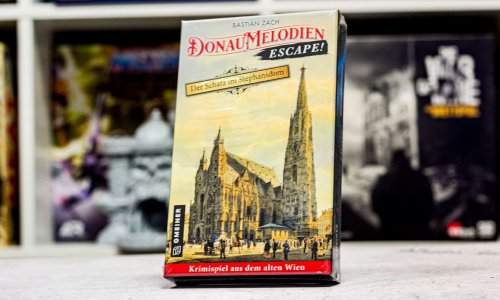 BASTIAN ZACH
DONAUMELODIEN
ESCAPE!
Der Schatz im Stephansdom
GMEINER
Krimispiel aus dem alten Wien